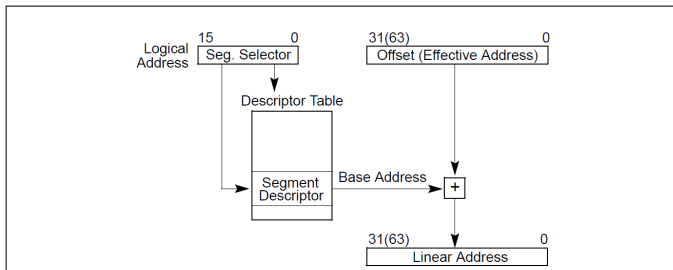 15 0 31(63) 0
Logical Address
Seg. Selector
Offset (Effective Address)
Descriptor Table
Segment
Descriptor
Base Address
+
31(63) 0
Linear Address